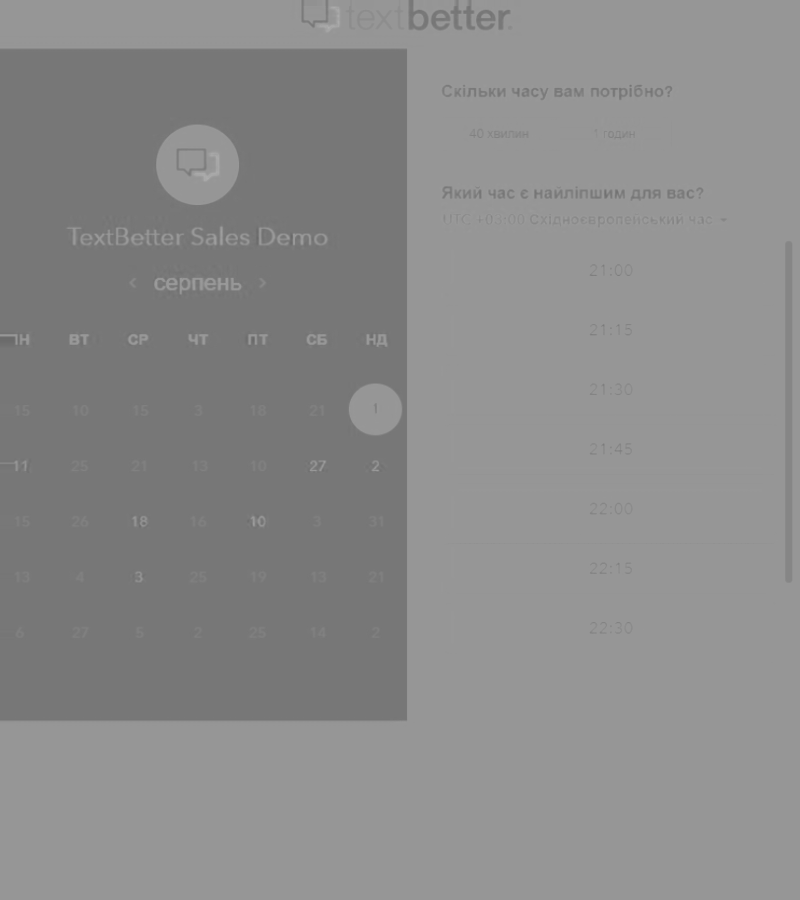 textbetter.
TextBetter Sales Demo
< серпень >
ПН ВТ СР ЧТ ПТ СБ НД
15 10 15 3 18 21 1
11 25 21 13 10 27 2
15 26 18 16 10 3 31
13 4 3 25 19 13 21
6 27 5 2 25 14 2
Скільки часу вам потрібно?
40 хвилин 1 годин
Який час є найліпшим для вас?
UTC +03:00 Східноєвропейський час
21:00
21:15
21:30
21:45
22:00
22:15
22:30